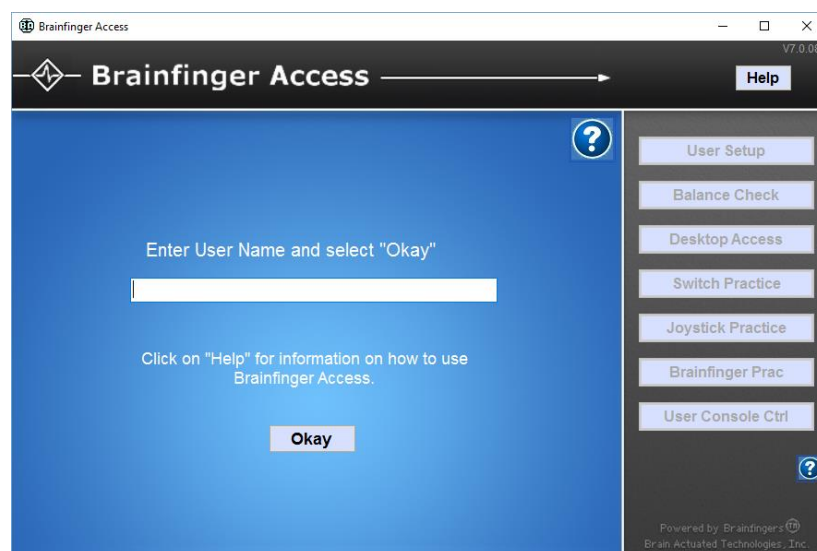 Brainfinger Access
V7.0.08
Brainfinger Access
Help
?
Enter User Name and select "Okay"
Click on "Help" for information on how to use
Brainfinger Access.
Okay
User Setup
Balance Check
Desktop Access
Switch Practice
Joystick Practice
Brainfinger Prac
User Console Ctrl
?
Powered by Brainfingers
Brain Actuated Technologies, Inc.